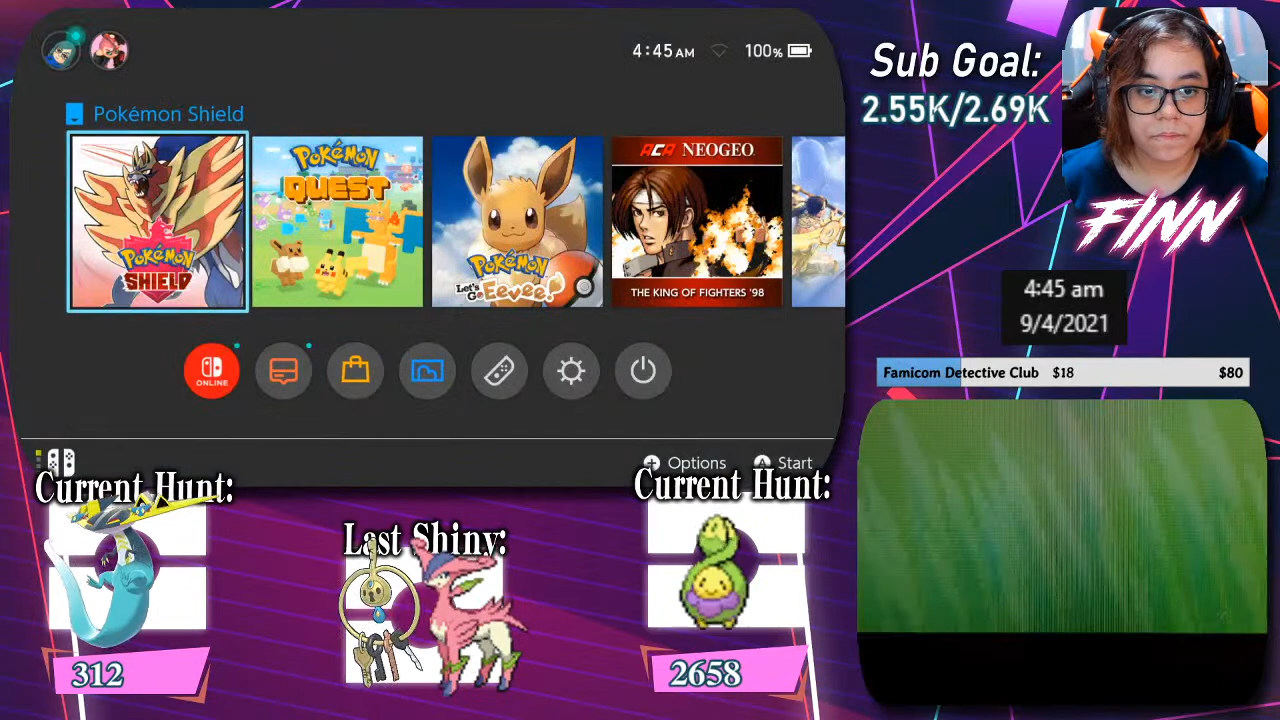 4:45 AM 100%
Pokémon Shield
POKÉMON SHIELD
POKÉMON QUEST
POKÉMON Let's Go Eevee!
ACA NEOGEO
THE KING OF FIGHTERS '98
ONLINE
Options Start
Sub Goal:
2.55K/2.69K
FINN
4:45 am
9/4/2021
Famicom Detective Club $18 $80
Current Hunt:
312
Last Shiny:
Current Hunt:
2658